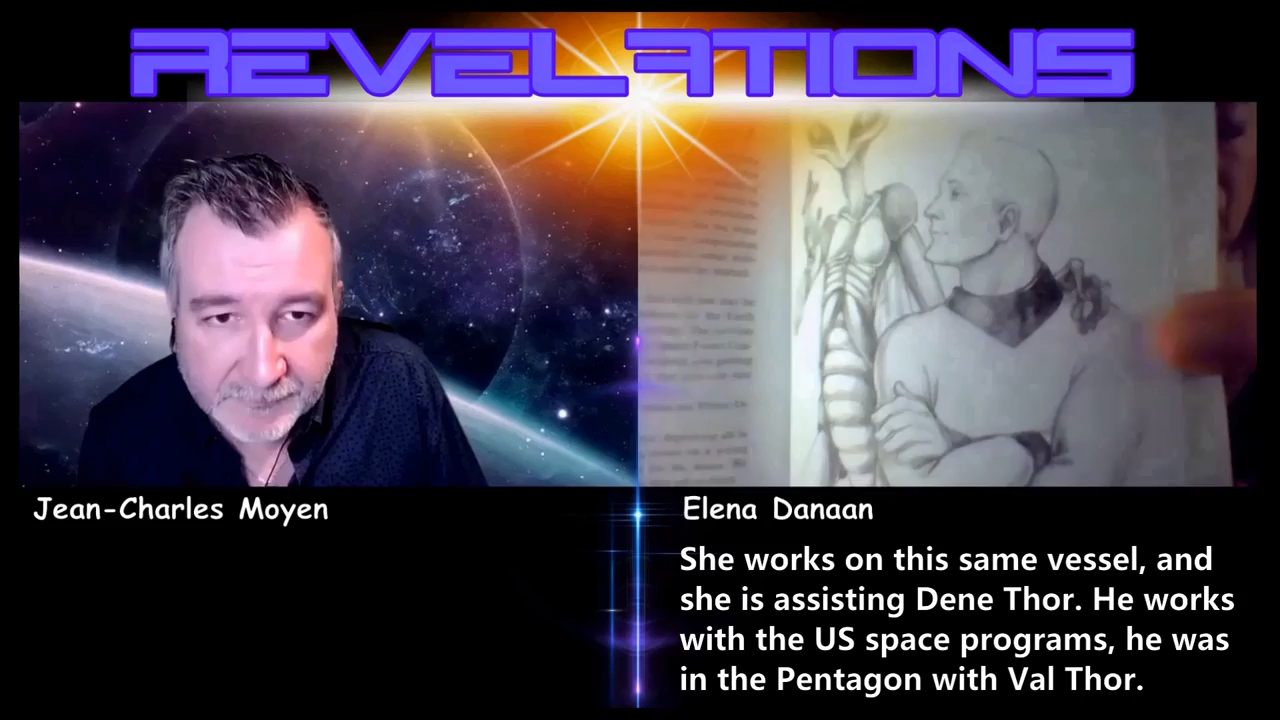 REVELATIONS
Jean-Charles Moyen
Elena Danaan
She works on this same vessel, and
she is assisting Dene Thor. He works
with the US space programs, he was
in the Pentagon with Val Thor.